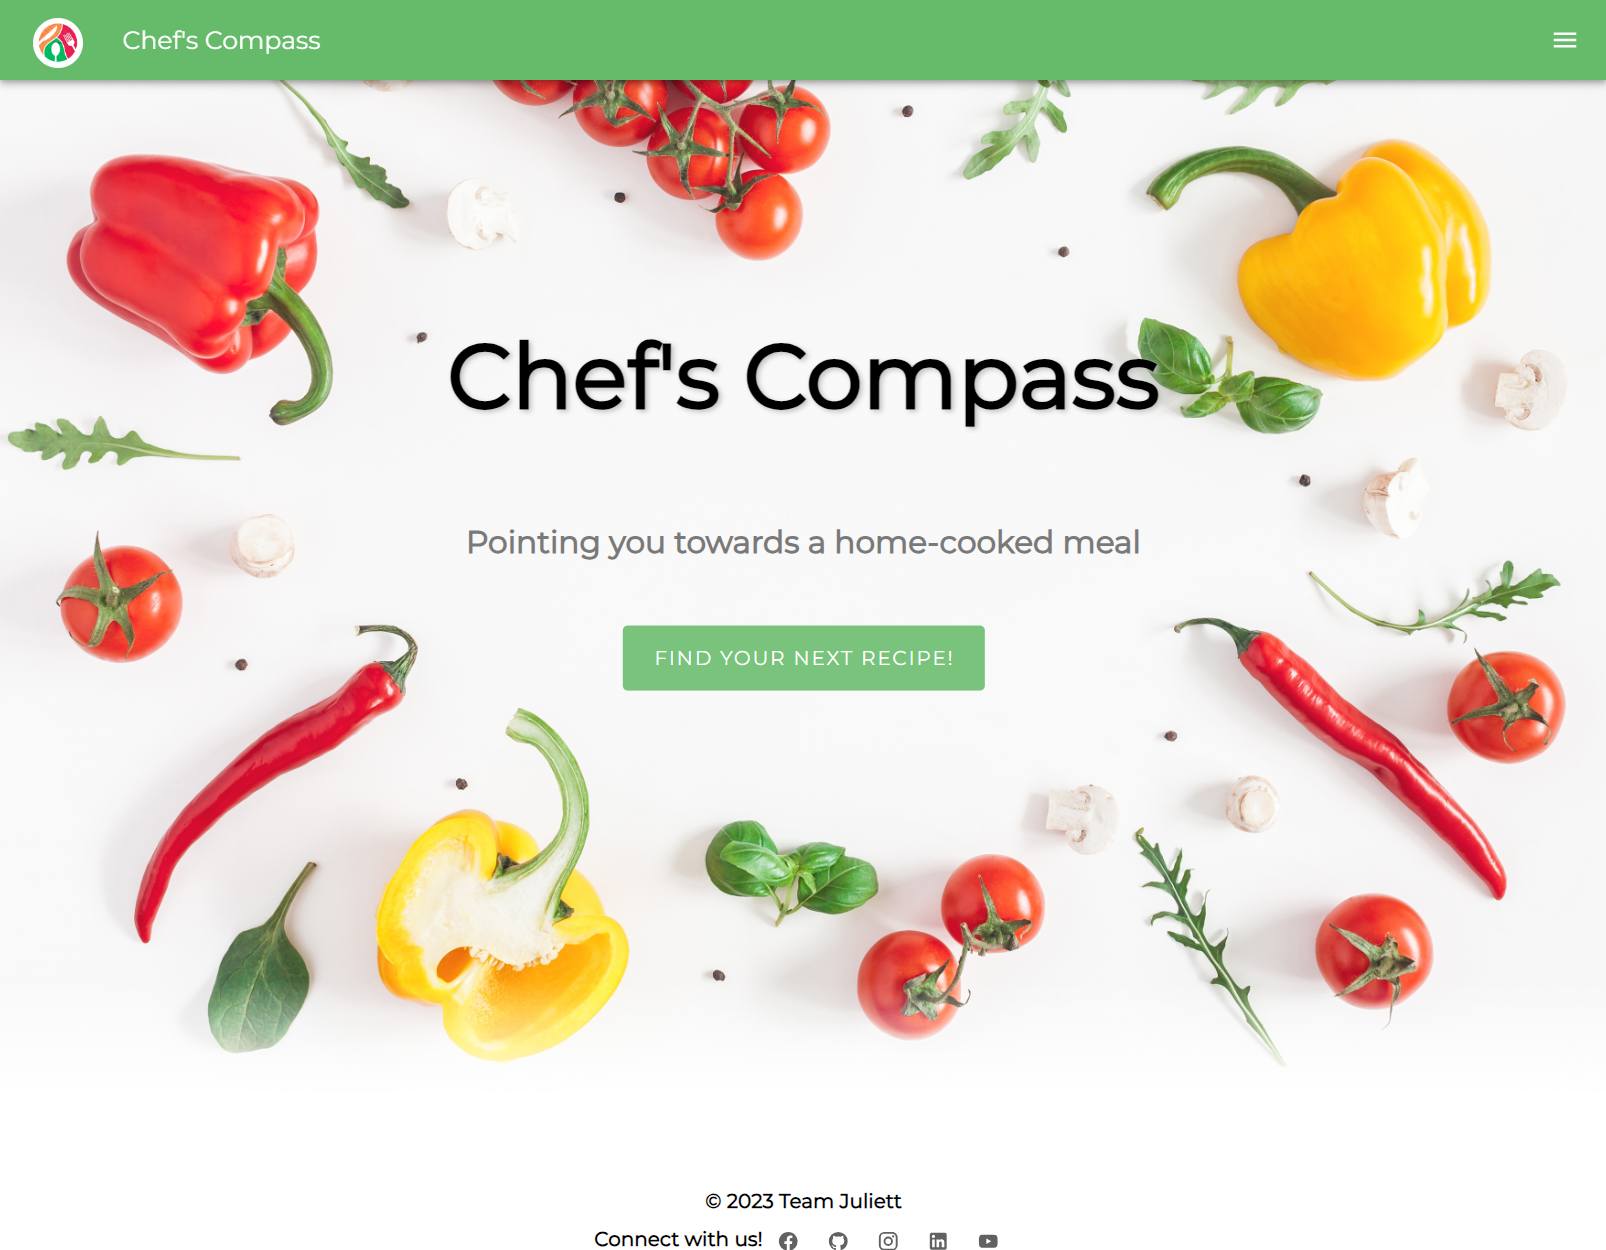 Chef's Compass
Chef's Compass
Pointing you towards a home-cooked meal
FIND YOUR NEXT RECIPE!
© 2023 Team Juliett
Connect with us!